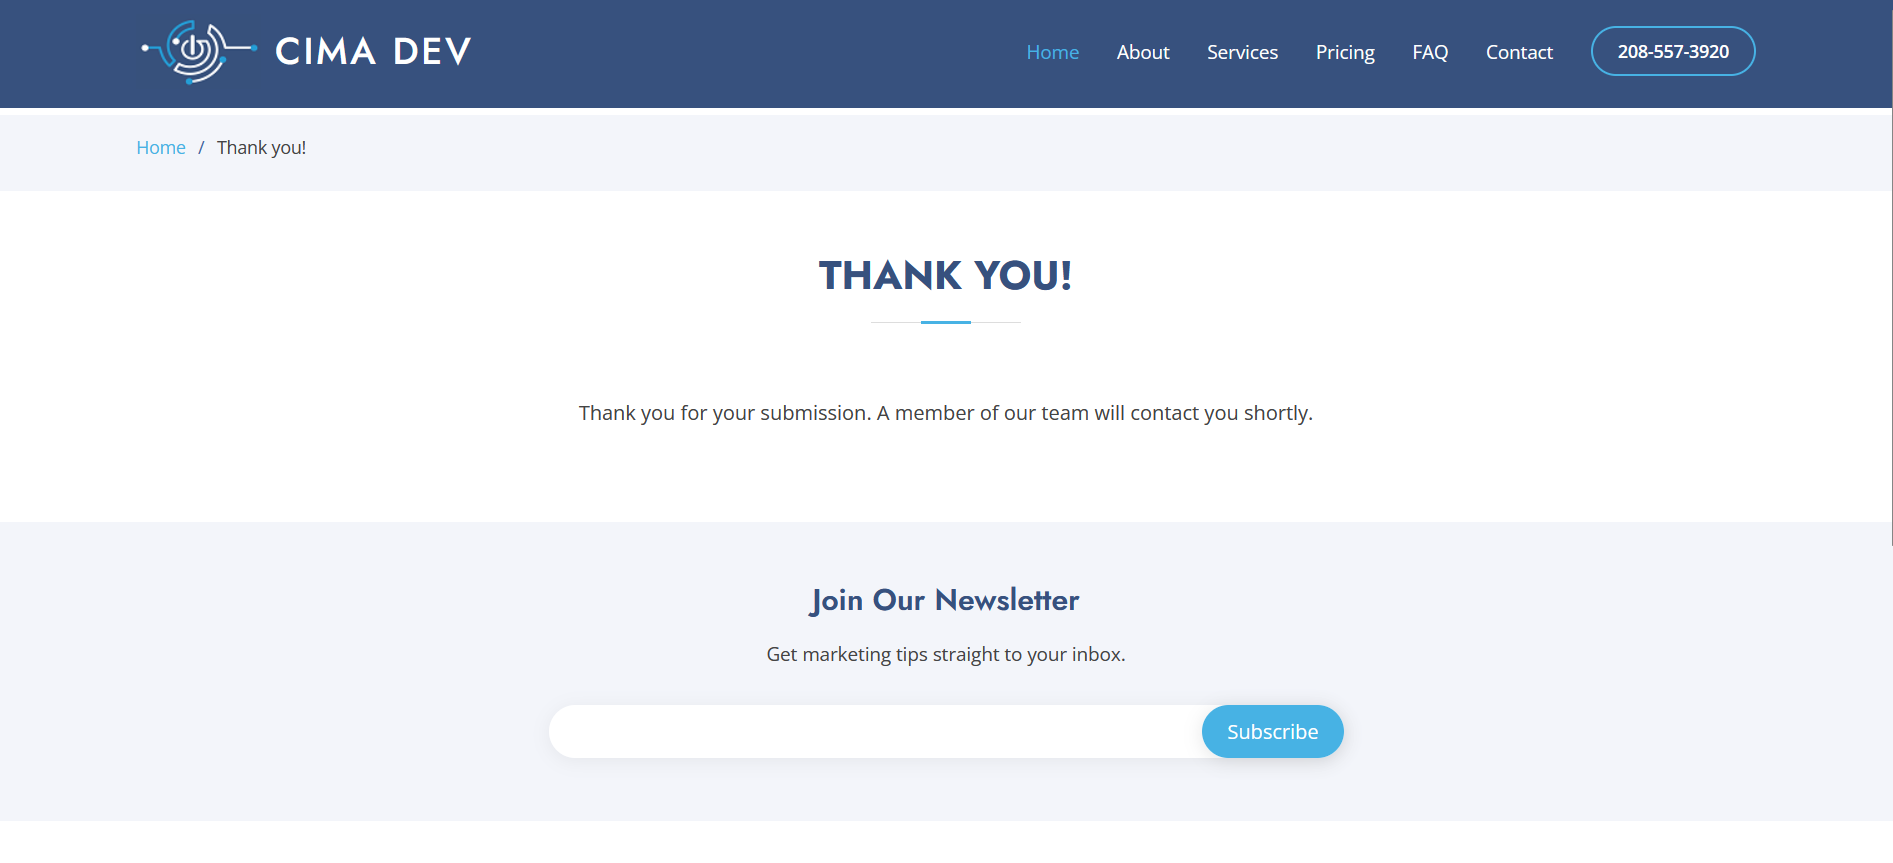 CIMA DEV
Home About Services Pricing FAQ Contact 208-557-3920
Home / Thank you!
THANK YOU!
Thank you for your submission. A member of our team will contact you shortly.
Join Our Newsletter
Get marketing tips straight to your inbox.
Subscribe